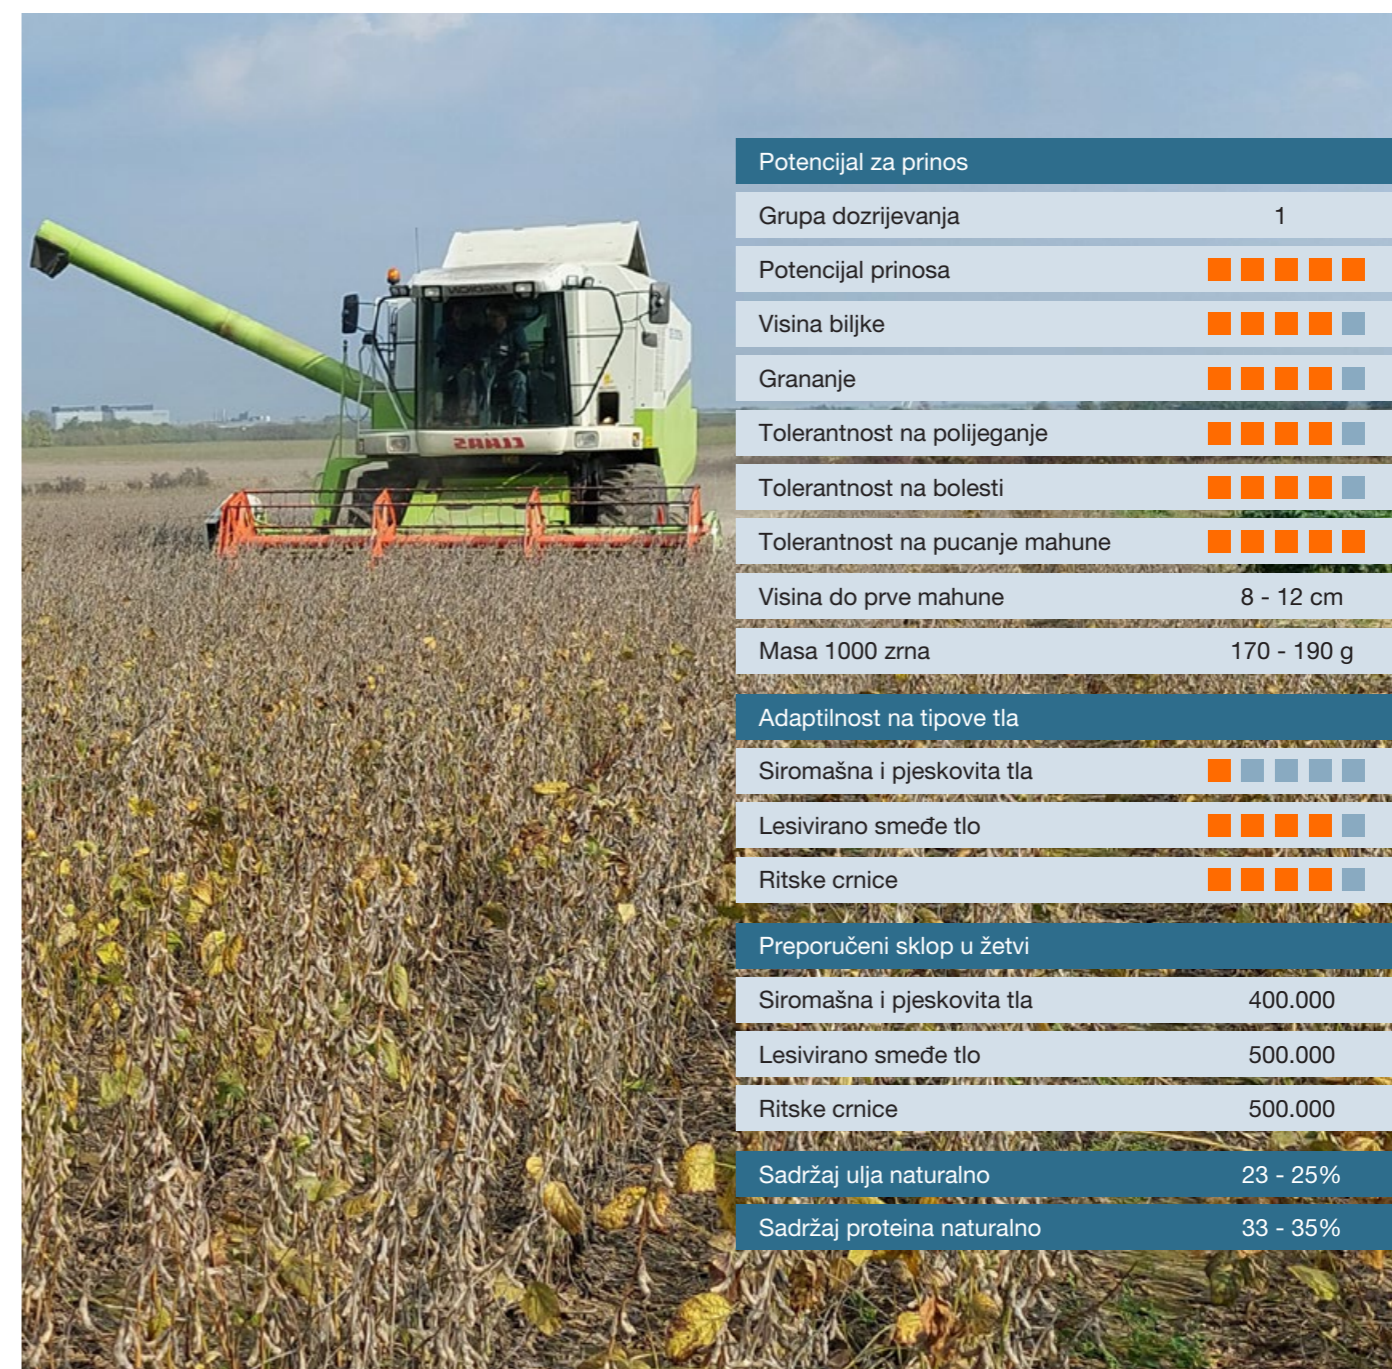 CLAAS
MEDION
Potencijal za prinos
Grupa dozrijevanja 1
Potencijal prinosa
Visina biljke
Grananje
Tolerantnost na polijeganje
Tolerantnost na bolesti
Tolerantnost na pucanje mahune
Visina do prve mahune 8 - 12 cm
Masa 1000 zrna 170 - 190 g
Adaptilnost na tipove tla
Siromašna i pjeskovita tla
Lesivirano smeđe tlo
Ritske crnice
Preporučeni sklop u žetvi
Siromašna i pjeskovita tla 400.000
Lesivirano smeđe tlo 500.000
Ritske crnice 500.000
Sadržaj ulja naturalno 23 - 25%
Sadržaj proteina naturalno 33 - 35%